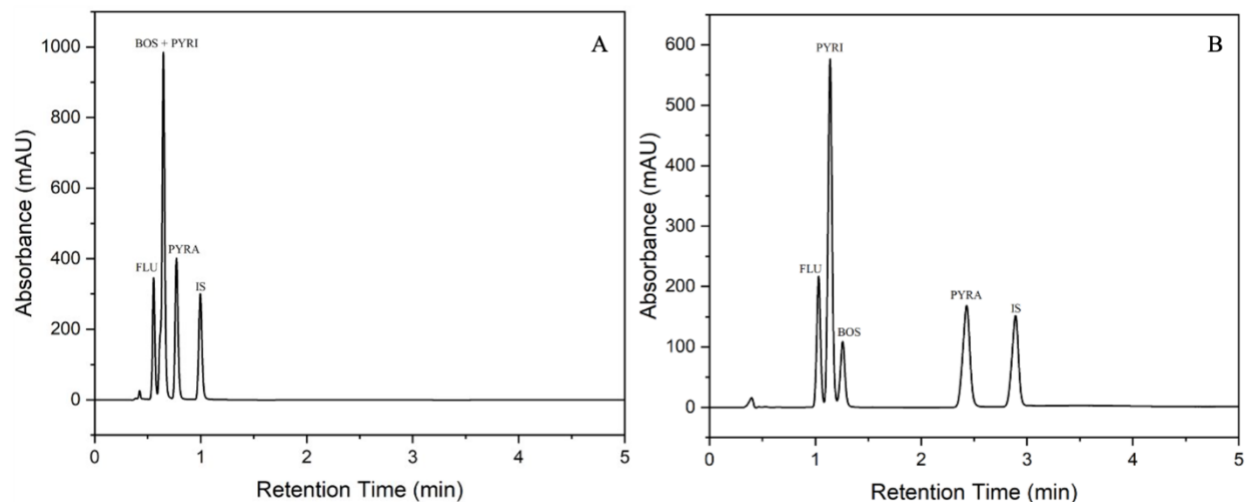 A
BOS + PYRI
FLU
PYRA
IS
1000
800
600
400
200
0
Absorbance (mAU)
0 1 2 3 4 5
Retention Time (min)
B
PYRI
FLU
BOS
PYRA
IS
600
500
400
300
200
100
0
Absorbance (mAU)
0 1 2 3 4 5
Retention Time (min)